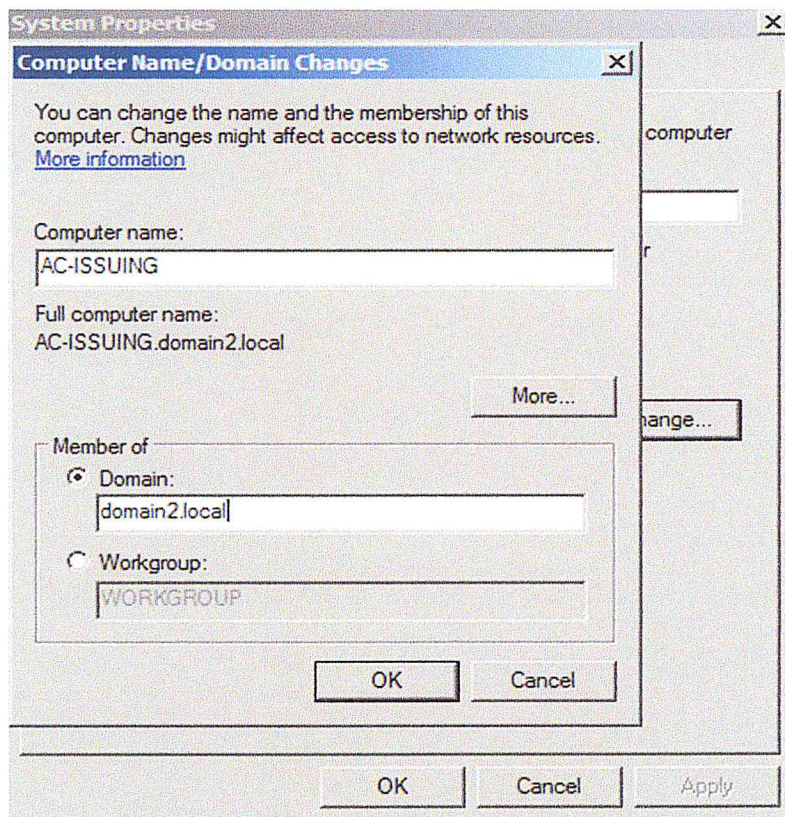 System Properties
Computer Name/Domain Changes
You can change the name and the membership of this
computer. Changes might affect access to network resources.
More information
computer
Computer name:
AC-ISSUING
r
Full computer name:
AC-ISSUING.domain2.local
More...
hange...
Member of
Domain:
domain2.local
Workgroup:
WORKGROUP
OK
Cancel
OK
Cancel
Apply